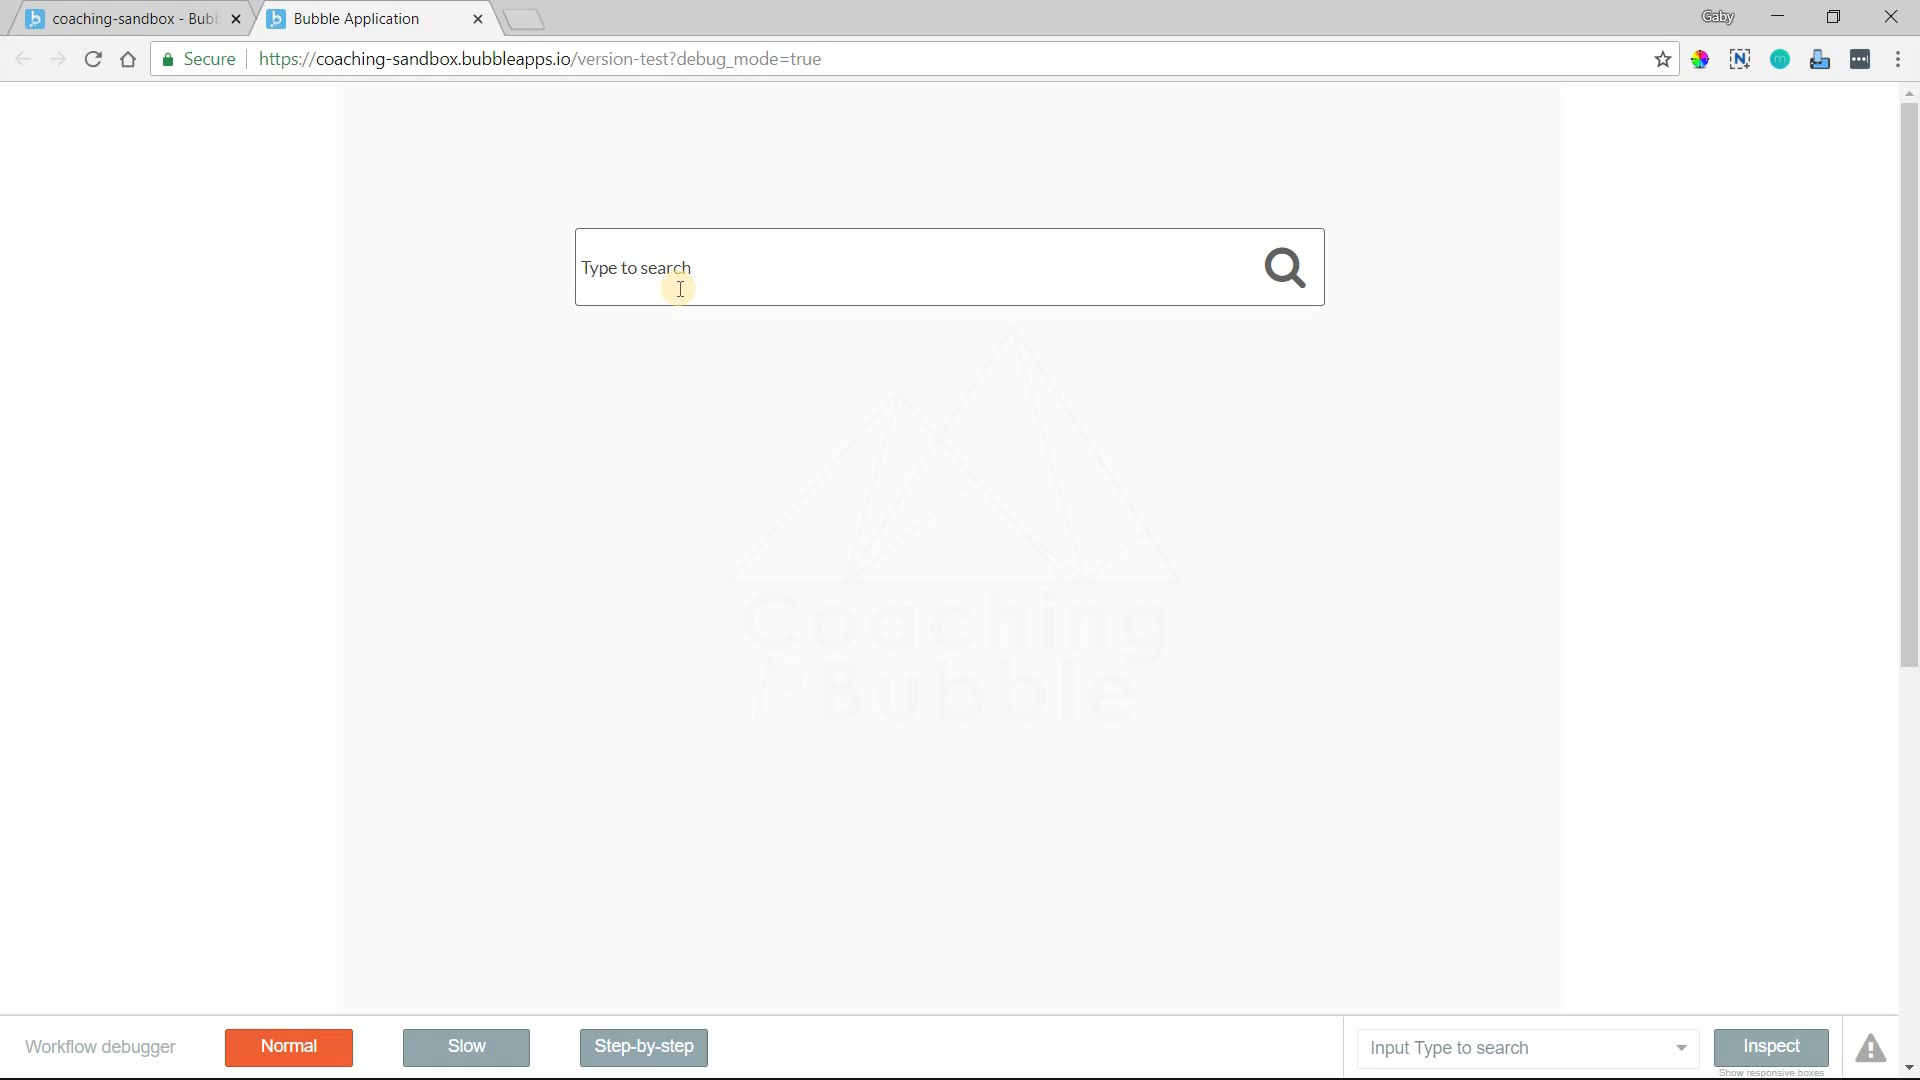 coaching-sandbox - Bubb
Bubble Application
Gaby
Secure
https://coaching-sandbox.bubbleapps.io/version-test?debug_mode=true
Type to search
Coaching
Bubble
Workflow debugger
Normal
Slow
Step-by-step
Input Type to search
Inspect
Show responsive boxes